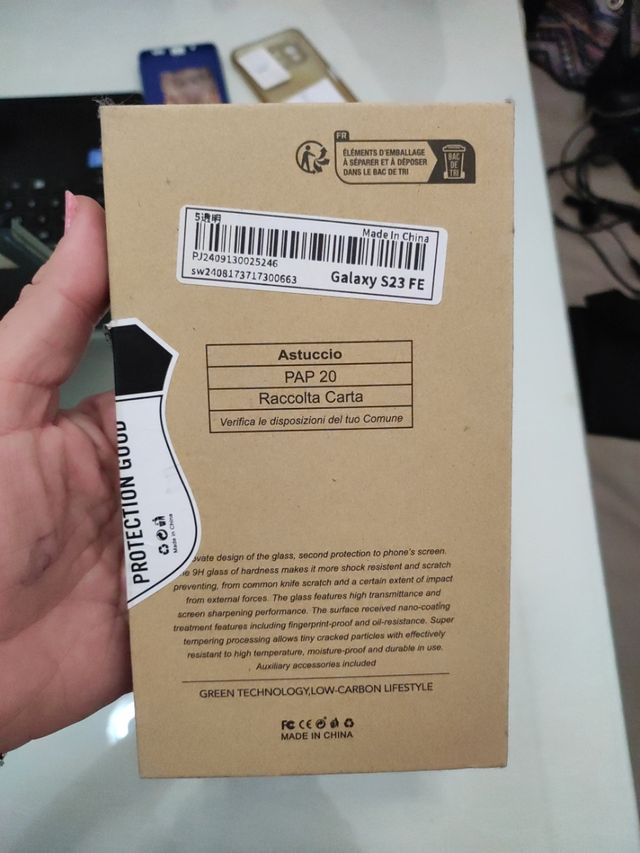 FR
ÉLÉMENTS D'EMBALLAGE
À SÉPARER ET À DÉPOSER
DANS LE BAC DE TRI
BAC
DE
TRI
5透明
Made In China
PJ2409130025246
sw2408173717300663
Galaxy S23 FE
Astuccio
PAP 20
Raccolta Carta
Verifica le disposizioni del tuo Comune
PROTECTION GOOD
Made in China
design of the glass, second protection to phone's screen.
9H glass of hardness makes it more shock resistent and scratch
preventing, from common knife scratch and a certain extent of impact
from external forces. The glass features high transmittance and
screen sharpening performance. The surface received nano-coating
treatment features including fingerprint-proof and oil-resistance. Super
tempering processing allows tiny cracked particles with effectively
resistant to high temperature, moisture-proof and durable in use.
Auxiliary accessories included
GREEN TECHNOLOGY,LOW-CARBON LIFESTYLE
FC CE
MADE IN CHINA